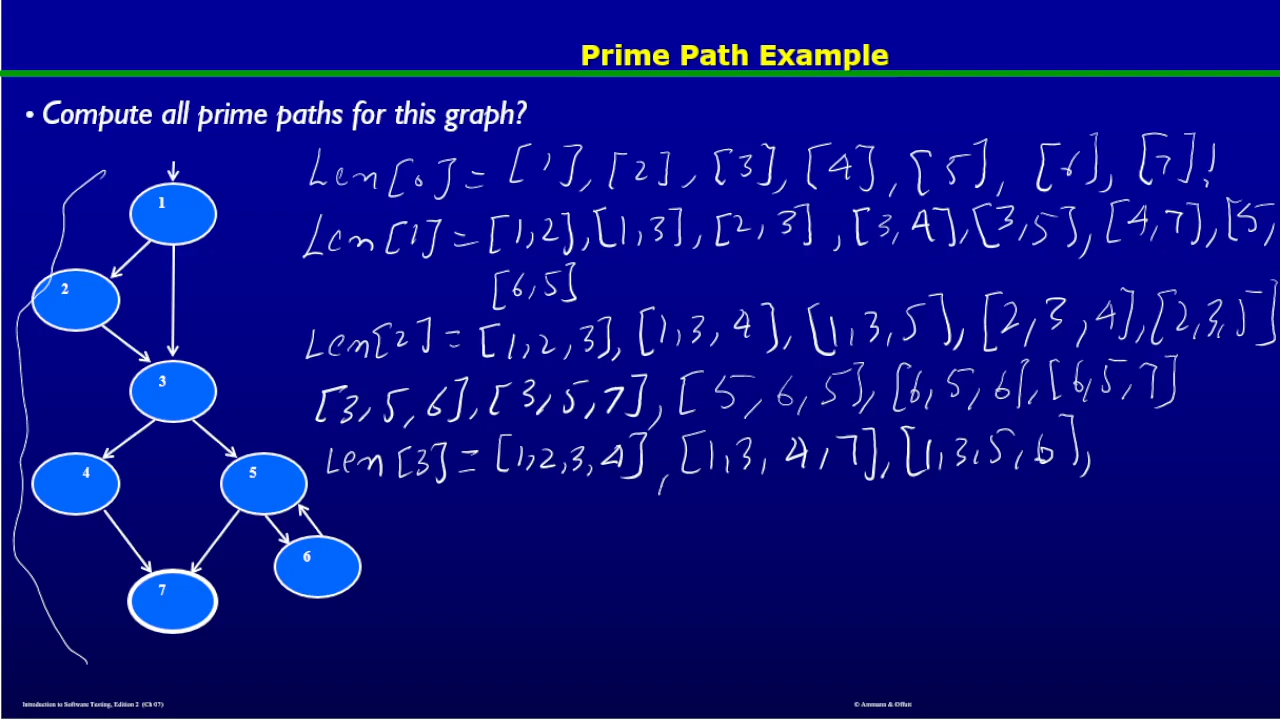 Prime Path Example
• Compute all prime paths for this graph?
Len[0] = [1], [2], [3], [4], [5], [6], [7]!
Len[1] = [1,2],[1,3],[2,3],[3,4],[3,5],[4,7],[5,
[6,5]
Len[2] = [1,2,3],[1,3,4],[1,3,5],[2,3,4],[2,3,5]
[3,5,6],[3,5,7],[5,6,5],[6,5,6],[6,5,7]
Len[3] = [1,2,3,4],[1,3,4,7],[1,3,5,6],
1
2
3
4
5
6
7
Introduction to Software Testing, Edition 2 (Ch 07)
© Ammann & Offutt